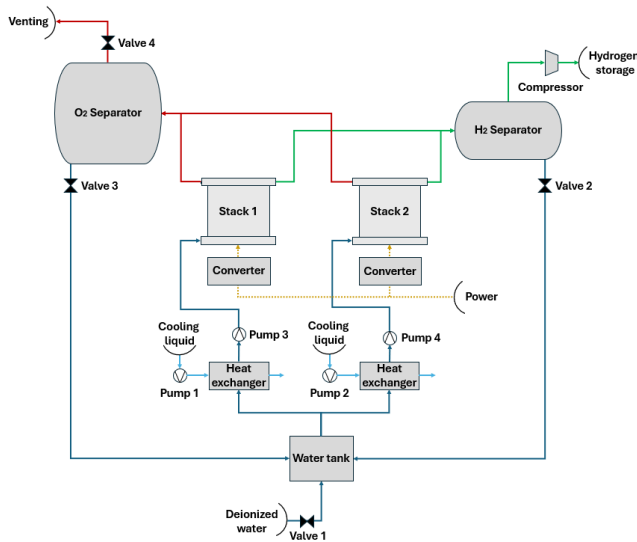 Venting
Valve 4
O2 Separator
Hydrogen
storage
Compressor
H2 Separator
Valve 3
Valve 2
Stack 1
Stack 2
Converter
Converter
Power
Cooling
liquid
Pump 3
Cooling
liquid
Pump 4
Heat
exchanger
Heat
exchanger
Pump 1
Pump 2
Water tank
Deionized
water
Valve 1